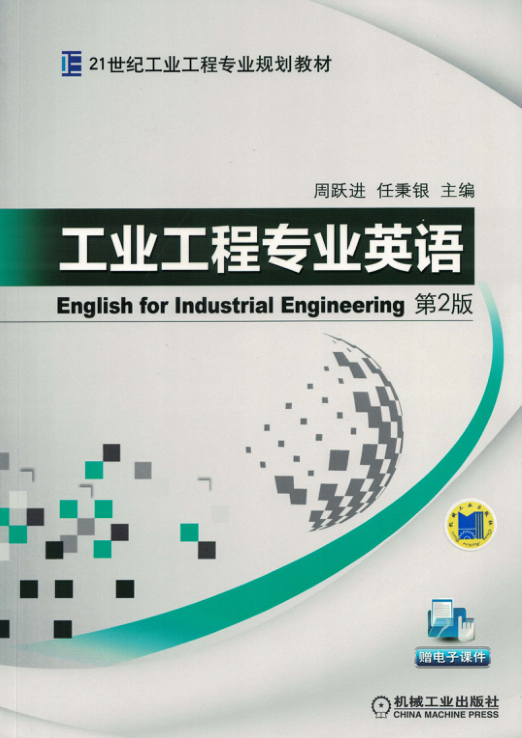 21世纪工业工程专业规划教材
周跃进 任秉银 主编
工业工程专业英语
English for Industrial Engineering 第2版
赠电子课件
机械工业出版社
CHINA MACHINE PRESS